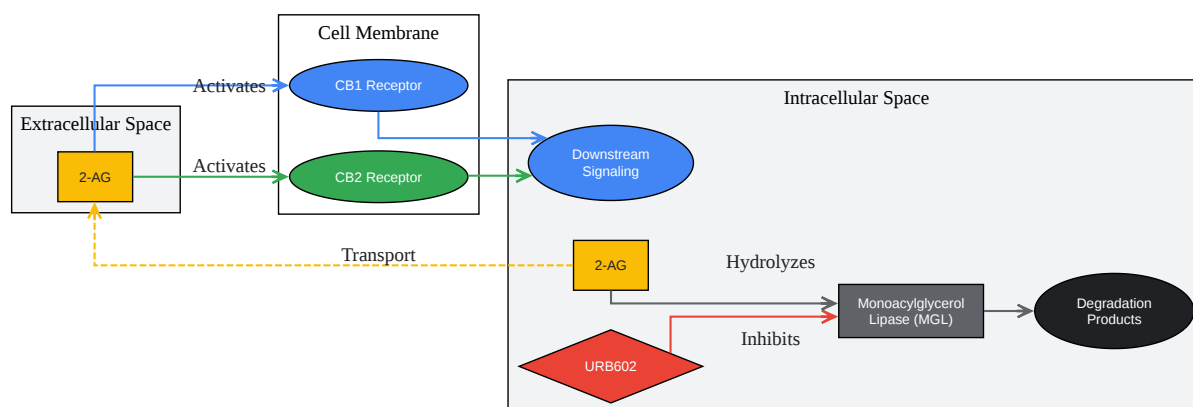 Cell Membrane
Activates
CB1 Receptor
Extracellular Space
2-AG
Activates
CB2 Receptor
Intracellular Space
Downstream
Signaling
Transport
2-AG
Hydrolyzes
Monoacylglycerol
Lipase (MGL)
Degradation
Products
Inhibits
URB602